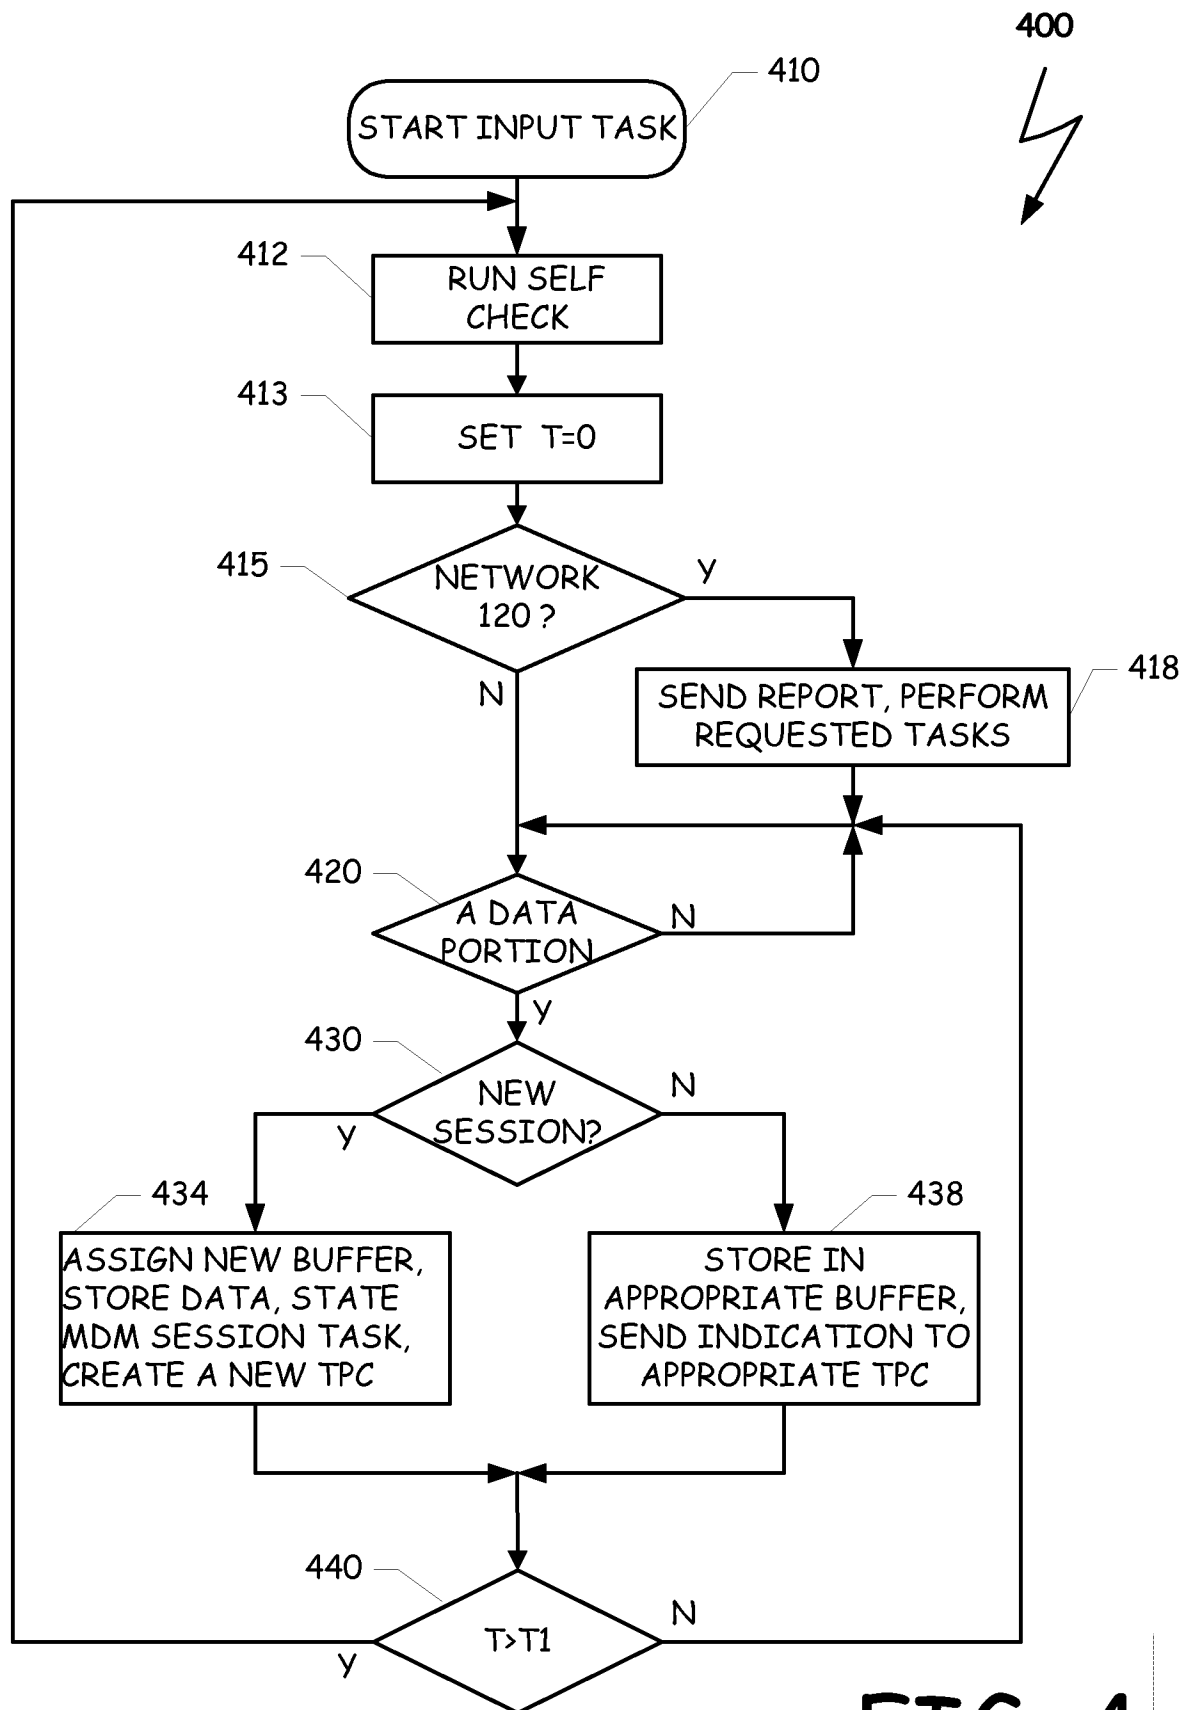 400
410
START INPUT TASK
412
RUN SELF
CHECK
413
SET T=0
415
NETWORK
120 ?
Y
N
418
SEND REPORT, PERFORM
REQUESTED TASKS
420
A DATA
PORTION
N
Y
430
NEW
SESSION?
N
Y
434
ASSIGN NEW BUFFER,
STORE DATA, STATE
MDM SESSION TASK,
CREATE A NEW TPC
438
STORE IN
APPROPRIATE BUFFER,
SEND INDICATION TO
APPROPRIATE TPC
440
T>T1
N
Y